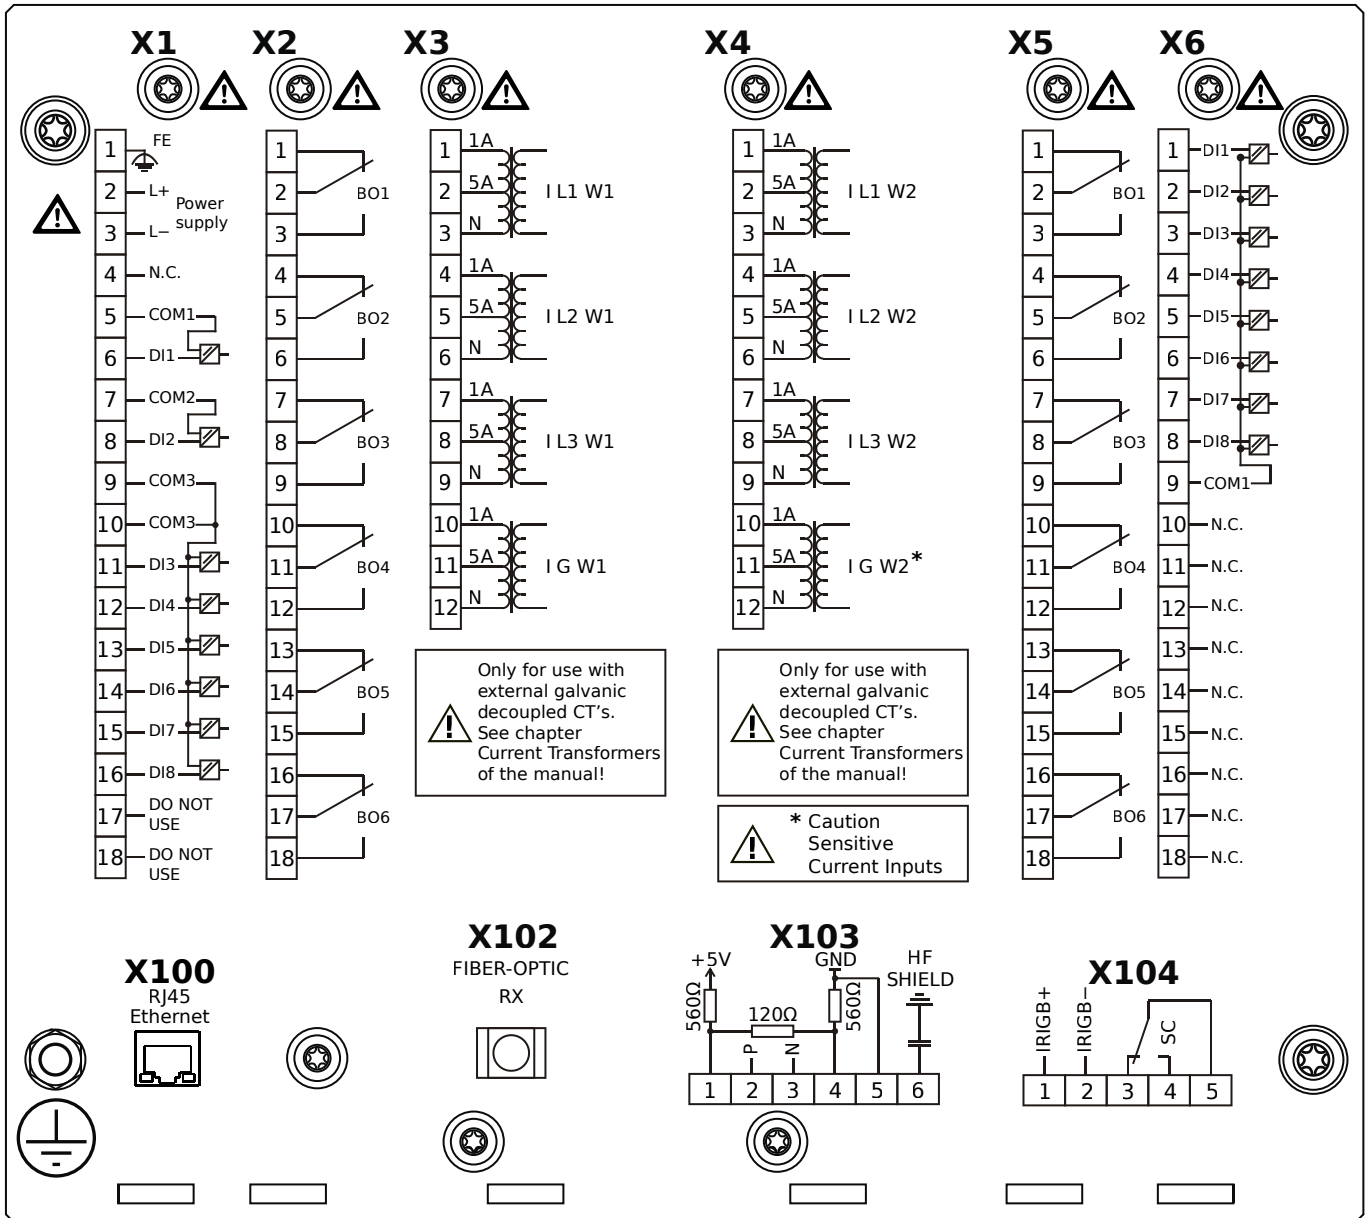 X1 X2 X3 X4 X5 X6
1 FE
2 L+ Power
supply
3 L−
4 N.C.
5 COM1
6 DI1
7 COM2
8 DI2
9 COM3
10 COM3
11 DI3
12 DI4
13 DI5
14 DI6
15 DI7
16 DI8
17 DO NOT
USE
18 DO NOT
USE
1
2 BO1
3
4
5 BO2
6
7
8 BO3
9
10
11 BO4
12
13
14 BO5
15
16
17 BO6
18
1 1A
2 5A I L1 W1
3 N
4 1A
5 5A I L2 W1
6 N
7 1A
8 5A I L3 W1
9 N
10 1A
11 5A I G W1
12 N
Only for use with
external galvanic
decoupled CT's.
See chapter
Current Transformers
of the manual!
1 1A
2 5A I L1 W2
3 N
4 1A
5 5A I L2 W2
6 N
7 1A
8 5A I L3 W2
9 N
10 1A
11 5A I G W2*
12 N
Only for use with
external galvanic
decoupled CT's.
See chapter
Current Transformers
of the manual!
* Caution
Sensitive
Current Inputs
1
2 BO1
3
4
5 BO2
6
7
8 BO3
9
10
11 BO4
12
13
14 BO5
15
16
17 BO6
18
1 DI1
2 DI2
3 DI3
4 DI4
5 DI5
6 DI6
7 DI7
8 DI8
9 COM1
10 N.C.
11 N.C.
12 N.C.
13 N.C.
14 N.C.
15 N.C.
16 N.C.
17 N.C.
18 N.C.
X100
RJ45
Ethernet
X102
FIBER-OPTIC
RX
X103
+5V GND HF
SHIELD
560Ω 120Ω 560Ω
P N
1 2 3 4 5 6
X104
IRIGB+ IRIGB− SC
1 2 3 4 5